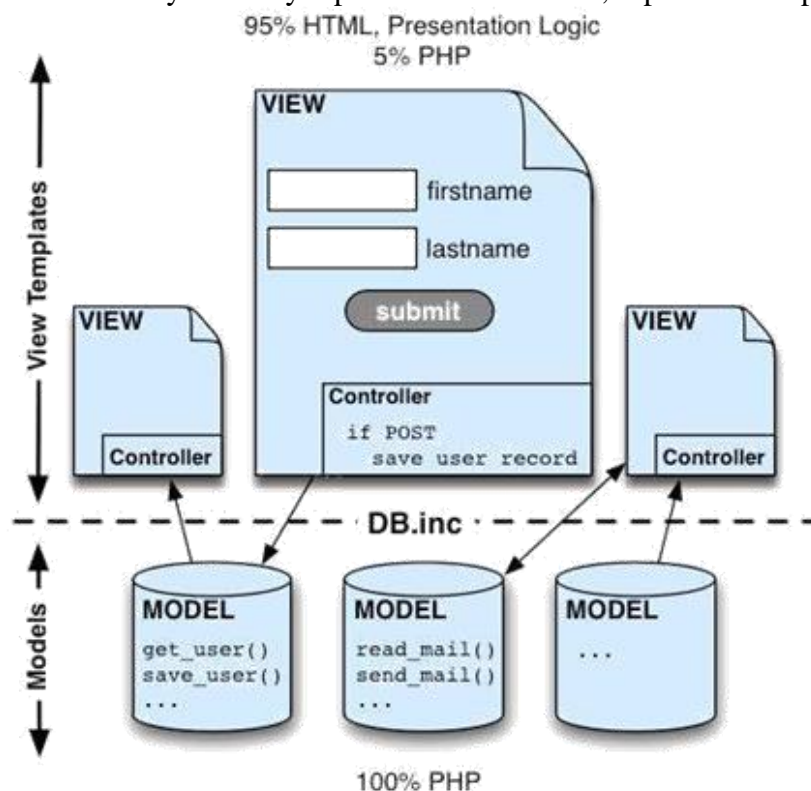 95% HTML, Presentation Logic
5% PHP
View Templates
VIEW
firstname
lastname
submit
Controller
if POST
save user record
...
VIEW
Controller
VIEW
Controller
DB.inc
Models
MODEL
get_user()
save_user()
...
MODEL
read_mail()
send_mail()
...
MODEL
...
100% PHP